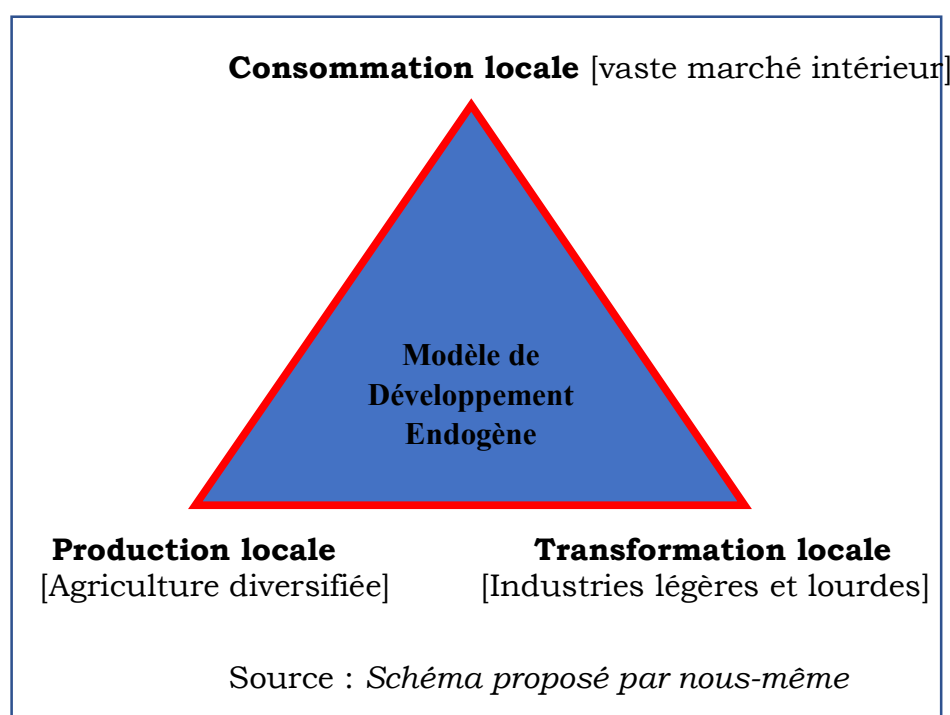 Consommation locale [vaste marché intérieur]
Modèle de
Développement
Endogène
Production locale
[Agriculture diversifiée]
Transformation locale
[Industries légères et lourdes]
Source : Schéma proposé par nous-même